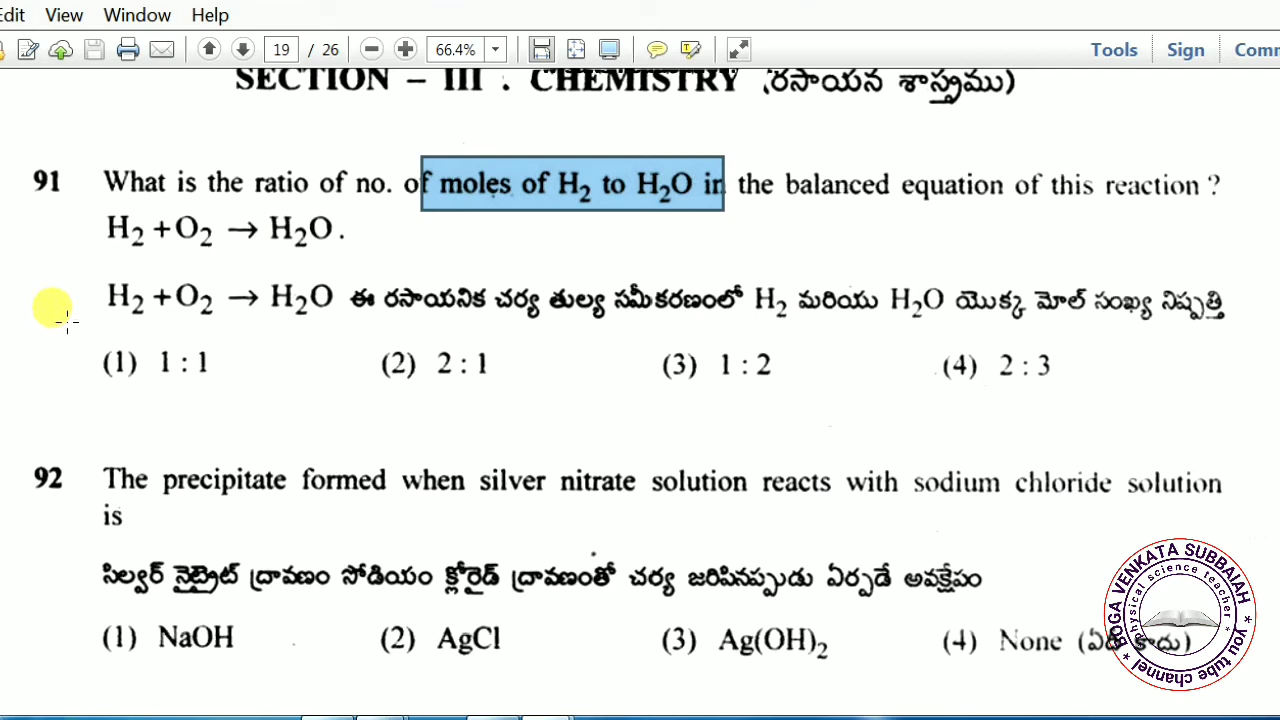 Edit View Window Help
19 / 26 66.4% Tools Sign Comm
SECTION – III . CHEMISTRY (రసాయన శాస్త్రము)
91 What is the ratio of no. of moles of H₂ to H₂O in the balanced equation of this reaction ?
H₂ + O₂ → H₂O .
H₂ + O₂ → H₂O ఈ రసాయనిక చర్య తుల్య సమీకరణంలో H₂ మరియు H₂O యొక్క మోల్ సంఖ్య నిష్పత్తి
(1) 1 : 1 (2) 2 : 1 (3) 1 : 2 (4) 2 : 3
92 The precipitate formed when silver nitrate solution reacts with sodium chloride solution
is
సిల్వర్ నైట్రేట్ ద్రావణం సోడియం క్లోరైడ్ ద్రావణంతో చర్య జరిపినప్పుడు ఏర్పడే అవక్షేపం
(1) NaOH (2) AgCl (3) Ag(OH)₂ (4) None (ఏదీ కాదు)
VENKATA SUBBAIAH
Physical science teacher
* you tube channel *